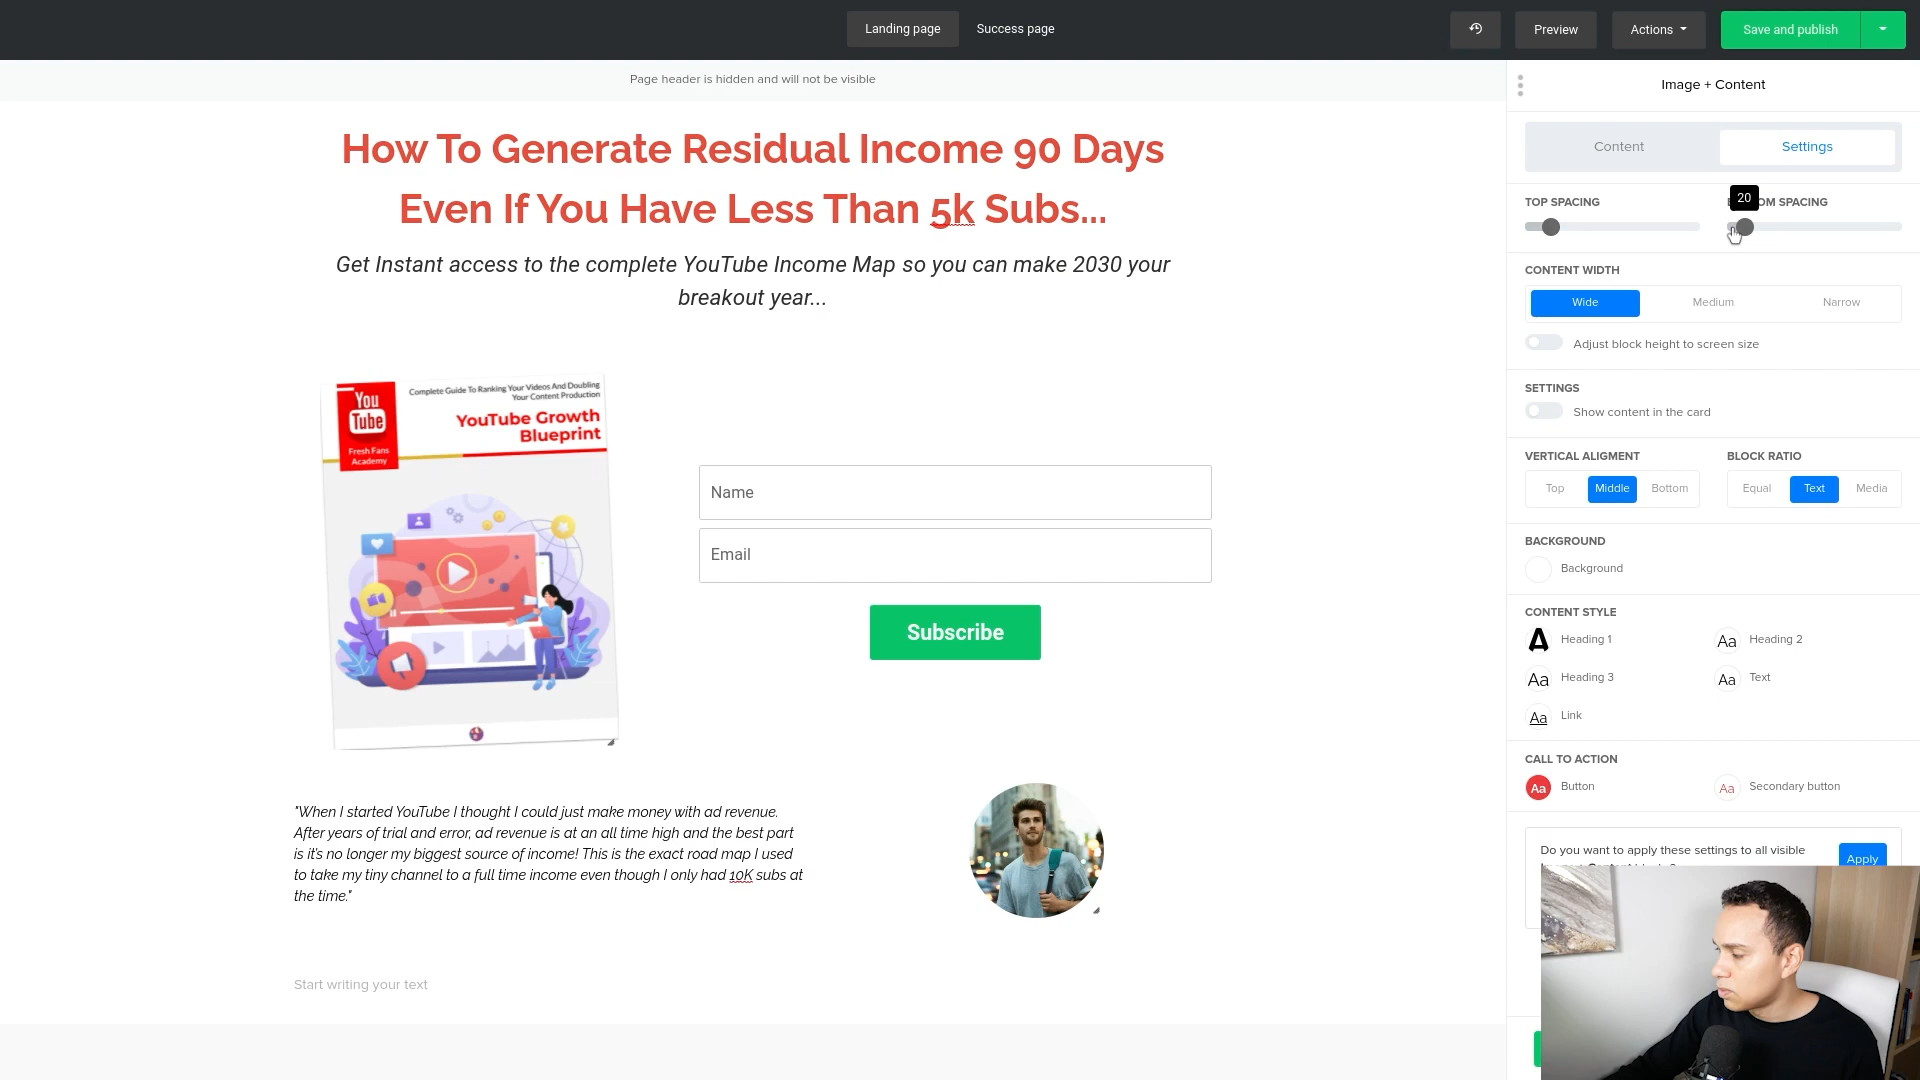 Landing page
Success page
Preview
Actions
Save and publish
Page header is hidden and will not be visible
How To Generate Residual Income 90 Days
Even If You Have Less Than 5k Subs...
Get Instant access to the complete YouTube Income Map so you can make 2030 your
breakout year...
You
Tube
Fresh Fans
Academy
Complete Guide To Ranking Your Videos And Doubling
Your Content Production
YouTube Growth
Blueprint
Name
Email
Subscribe
"When I started YouTube I thought I could just make money with ad revenue.
After years of trial and error, ad revenue is at an all time high and the best part
is it's no longer my biggest source of income! This is the exact road map I used
to take my tiny channel to a full time income even though I only had 10K subs at
the time."
Start writing your text
Image + Content
Content
Settings
20
TOP SPACING
OM SPACING
CONTENT WIDTH
Wide
Medium
Narrow
Adjust block height to screen size
SETTINGS
Show content in the card
VERTICAL ALIGMENT
BLOCK RATIO
Top
Middle
Bottom
Equal
Text
Media
BACKGROUND
Background
CONTENT STYLE
A Heading 1
Aa Heading 2
Aa Heading 3
Aa Text
Aa Link
CALL TO ACTION
Aa Button
Aa Secondary button
Do you want to apply these settings to all visible
Apply